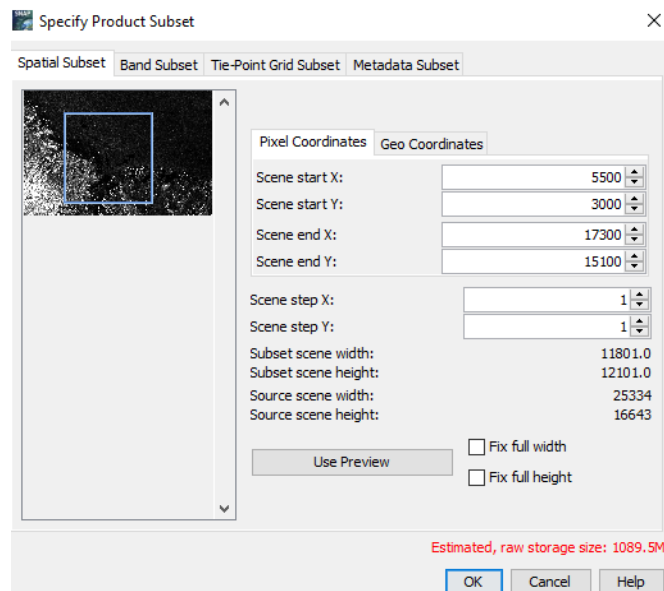 SNAP Specify Product Subset
Spatial Subset Band Subset Tie-Point Grid Subset Metadata Subset
Pixel Coordinates Geo Coordinates
Scene start X: 5500
Scene start Y: 3000
Scene end X: 17300
Scene end Y: 15100
Scene step X: 1
Scene step Y: 1
Subset scene width: 11801.0
Subset scene height: 12101.0
Source scene width: 25334
Source scene height: 16643
Use Preview
Fix full width
Fix full height
Estimated, raw storage size: 1089.5M
OK Cancel Help